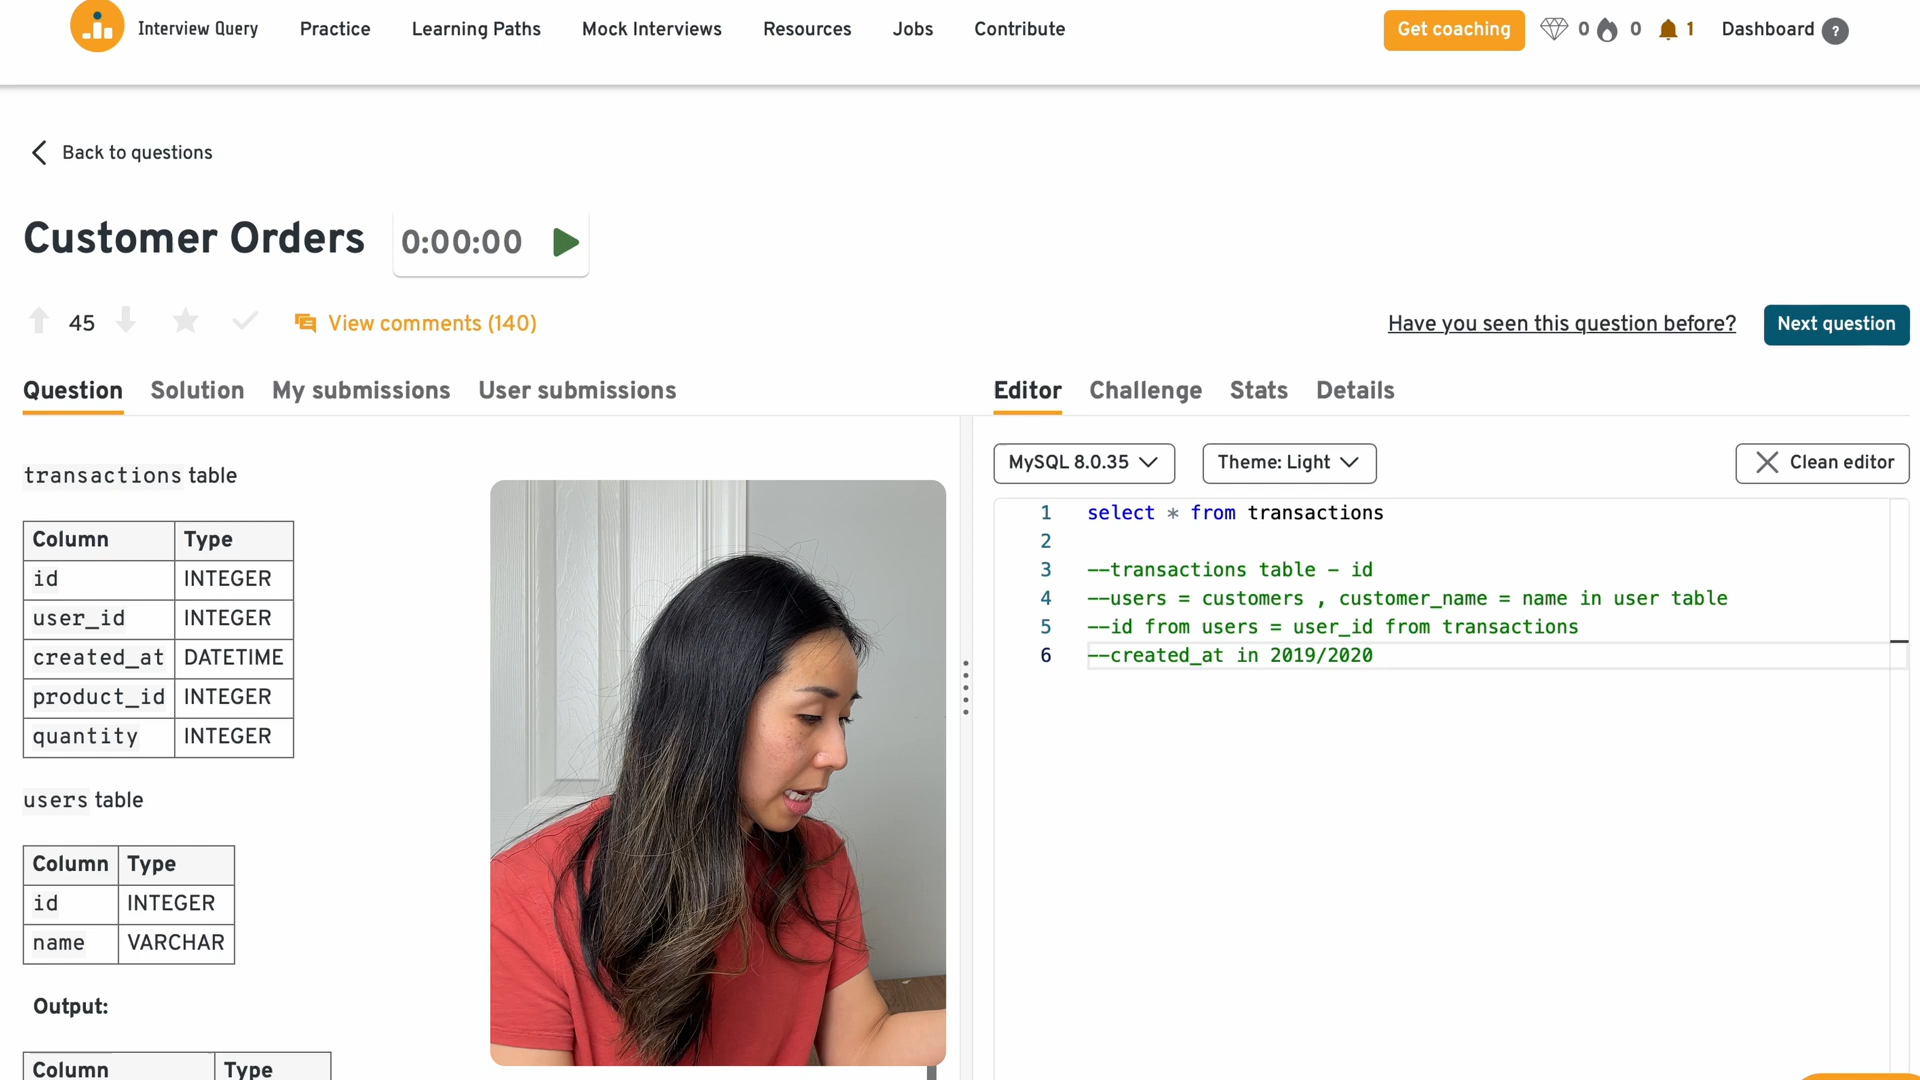 Interview Query
Practice
Learning Paths
Mock Interviews
Resources
Jobs
Contribute
Get coaching
0
0
1
Dashboard
?
Back to questions
Customer Orders
0:00:00
45
View comments (140)
Have you seen this question before?
Next question
Question
Solution
My submissions
User submissions
Editor
Challenge
Stats
Details
transactions table
Column Type
id INTEGER
user_id INTEGER
created_at DATETIME
product_id INTEGER
quantity INTEGER
users table
Column Type
id INTEGER
name VARCHAR
Output:
Column Type
MySQL 8.0.35
Theme: Light
Clean editor
1 select * from transactions
2
3 --transactions table - id
4 --users = customers , customer_name = name in user table
5 --id from users = user_id from transactions
6 --created_at in 2019/2020